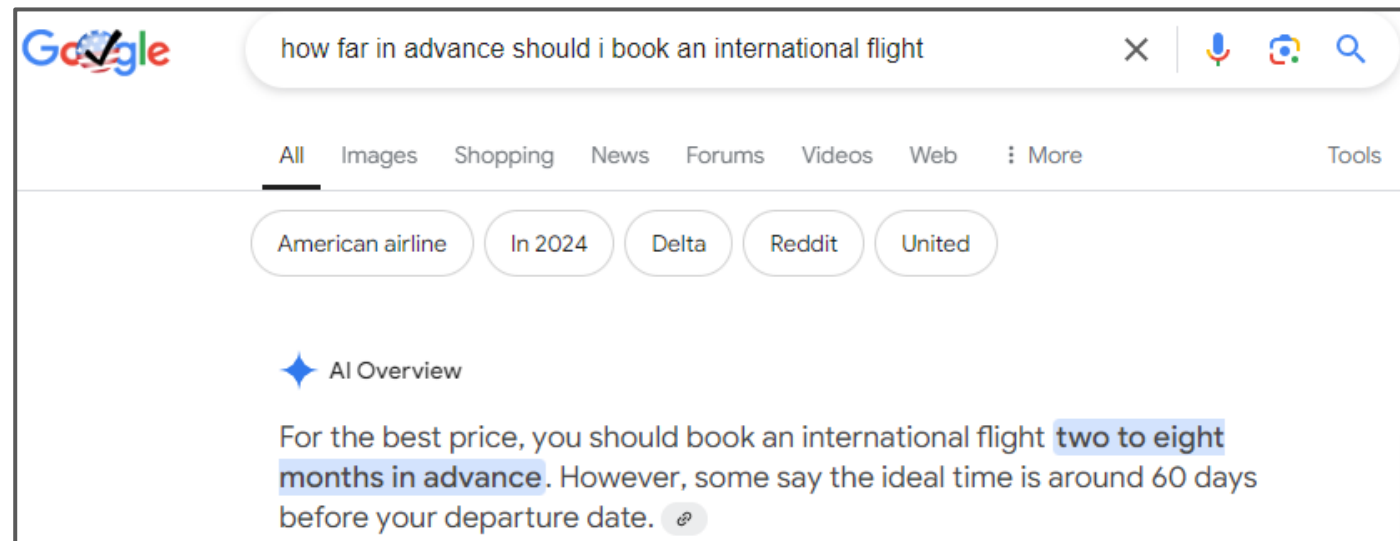 Google
how far in advance should i book an international flight
All Images Shopping News Forums Videos Web More Tools
American airline In 2024 Delta Reddit United
AI Overview
For the best price, you should book an international flight two to eight
months in advance. However, some say the ideal time is around 60 days
before your departure date.